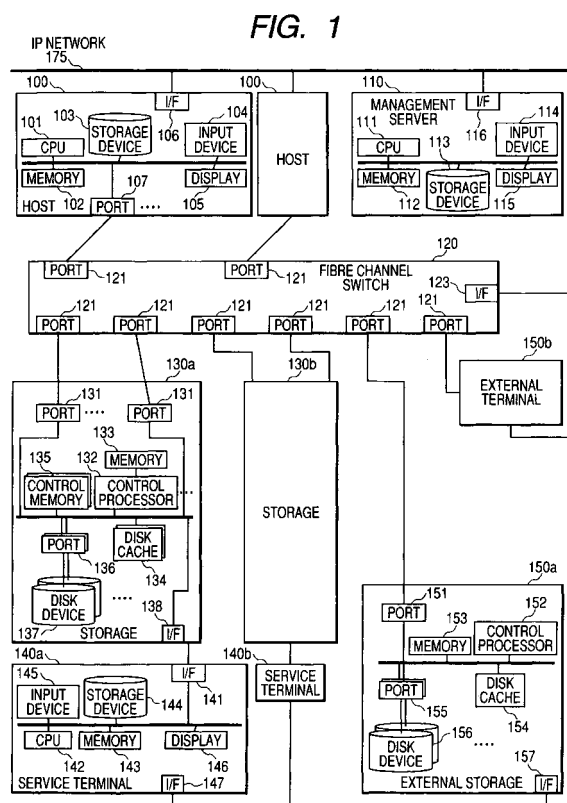 FIG. 1
IP NETWORK
175
100
100
110
I/F
106
I/F
116
MANAGEMENT
SERVER
101
103
104
STORAGE
DEVICE
INPUT
DEVICE
CPU
HOST
111
113
114
CPU
INPUT
DEVICE
MEMORY
102
107
DISPLAY
105
HOST
PORT
....
MEMORY
112
STORAGE
DEVICE
DISPLAY
115
120
PORT
121
PORT
121
FIBRE CHANNEL
SWITCH
123
I/F
121
121
121
121
121
121
PORT
PORT
PORT
PORT
PORT
PORT
150b
EXTERNAL
TERMINAL
130a
130b
131
131
PORT
....
PORT
133
MEMORY
135
132
CONTROL
MEMORY
CONTROL
PROCESSOR
...
STORAGE
PORT
136
DISK
CACHE
134
DISK
DEVICE
....
137
138
STORAGE
I/F
150a
151
152
PORT
153
MEMORY
CONTROL
PROCESSOR
PORT
155
DISK
CACHE
154
DISK
DEVICE
156
....
157
EXTERNAL STORAGE
I/F
140a
140b
145
I/F
141
INPUT
DEVICE
STORAGE
DEVICE
144
SERVICE
TERMINAL
CPU
142
MEMORY
143
DISPLAY
146
SERVICE TERMINAL
I/F
147